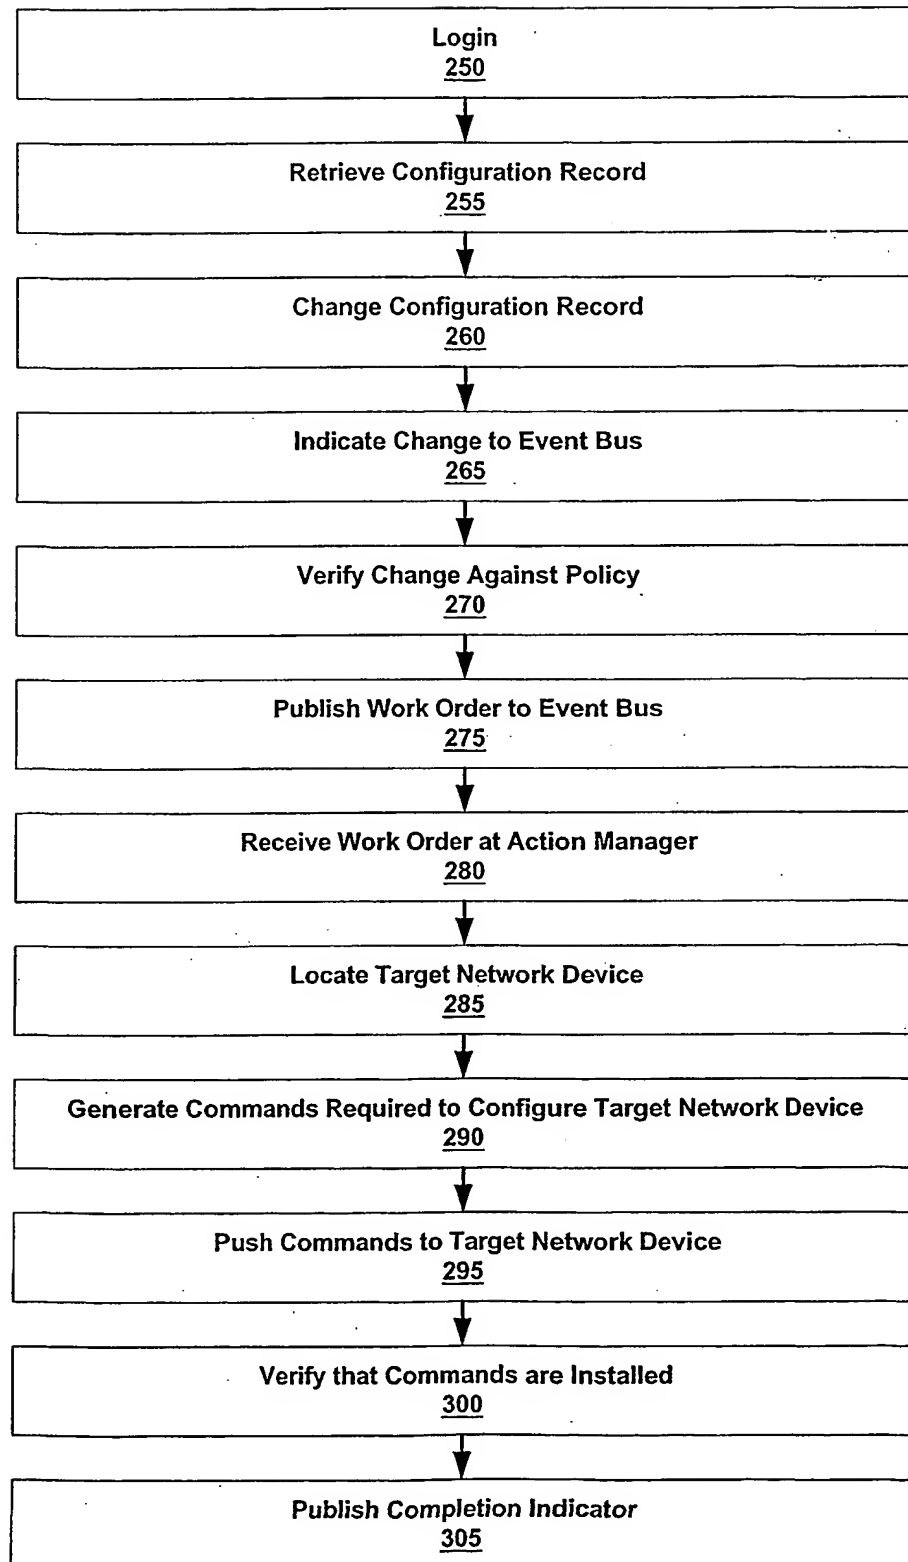 Login
250
Retrieve Configuration Record
255
Change Configuration Record
260
Indicate Change to Event Bus
265
Verify Change Against Policy
270
Publish Work Order to Event Bus
275
Receive Work Order at Action Manager
280
Locate Target Network Device
285
Generate Commands Required to Configure Target Network Device
290
Push Commands to Target Network Device
295
Verify that Commands are Installed
300
Publish Completion Indicator
305